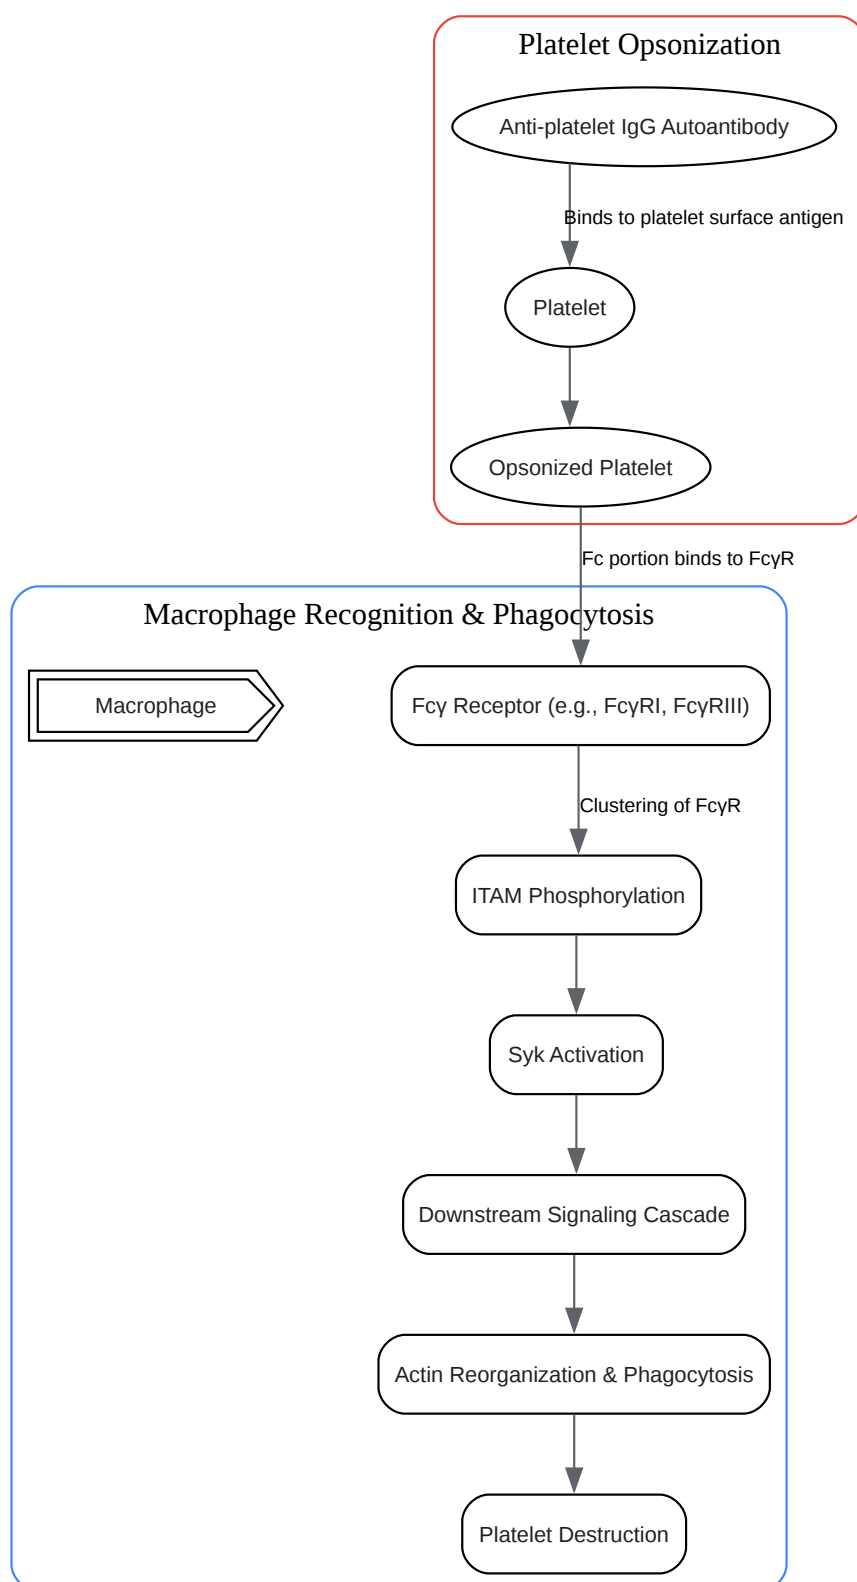 Platelet Opsonization
Anti-platelet IgG Autoantibody
Binds to platelet surface antigen
Platelet
Opsonized Platelet
Fc portion binds to FcγR
Macrophage Recognition & Phagocytosis
Macrophage
Fcγ Receptor (e.g., FcγRI, FcγRIII)
Clustering of FcγR
ITAM Phosphorylation
Syk Activation
Downstream Signaling Cascade
Actin Reorganization & Phagocytosis
Platelet Destruction